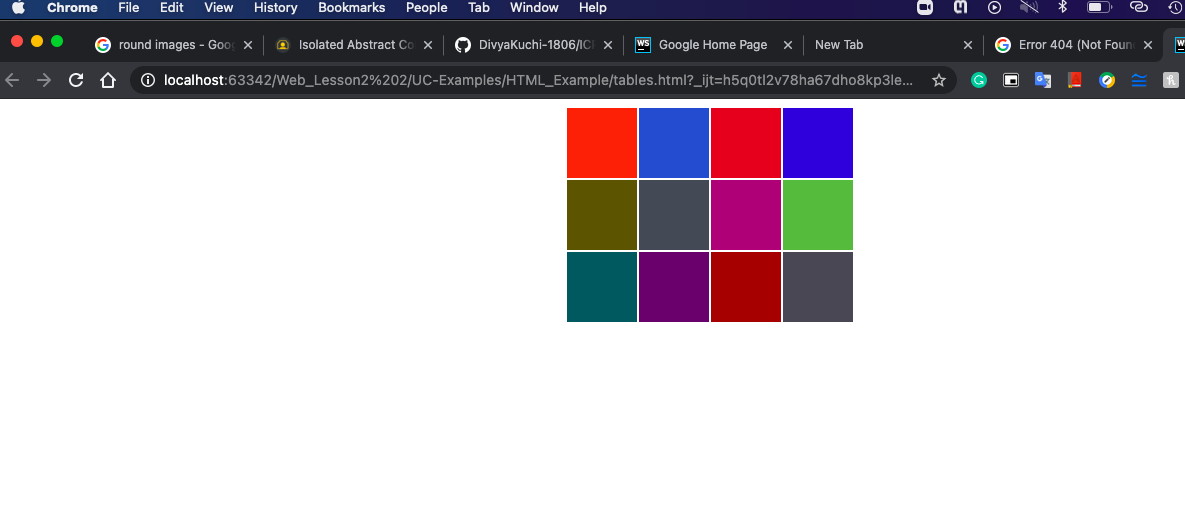 Chrome File Edit View History Bookmarks People Tab Window Help
round images - Goo
Isolated Abstract Co
DivyaKuchi-1806/IC
WS Google Home Page
New Tab
Error 404 (Not Foun
localhost:63342/Web_Lesson2%202/UC-Examples/HTML_Example/tables.html?_ijt=h5q0tl2v78ha67dho8kp3le...